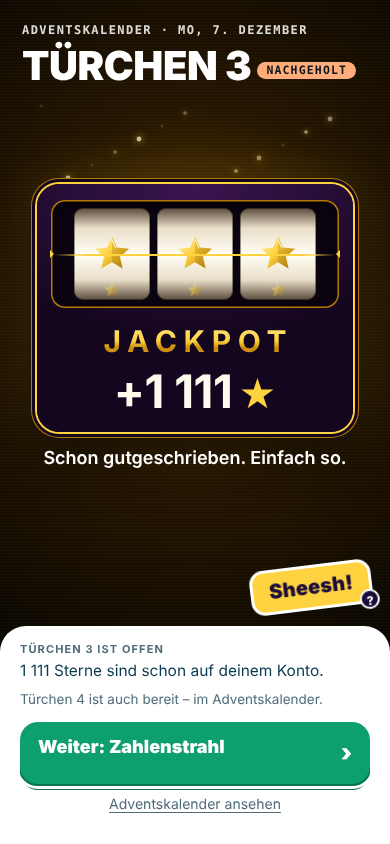 ADVENTSKALENDER · MO, 7. DEZEMBER
TÜRCHEN 3 NACHGEHOLT
JACKPOT
+1 111 ★
Schon gutgeschrieben. Einfach so.
Sheesh!
?
TÜRCHEN 3 IST OFFEN
1 111 Sterne sind schon auf deinem Konto.
Türchen 4 ist auch bereit – im Adventskalender.
Weiter: Zahlenstrahl ›
Adventskalender ansehen